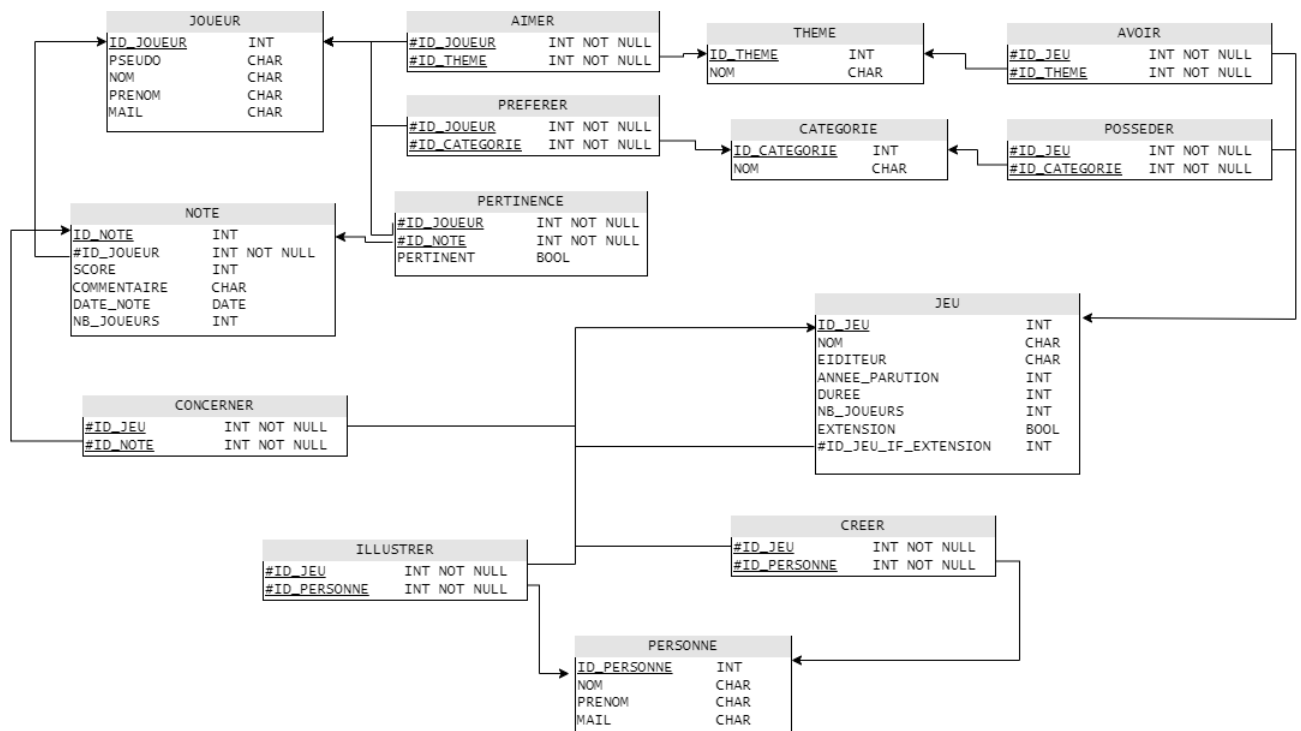 JOUEUR
ID_JOUEUR INT
PSEUDO CHAR
NOM CHAR
PRENOM CHAR
MAIL CHAR
AIMER
#ID_JOUEUR INT NOT NULL
#ID_THEME INT NOT NULL
THEME
ID_THEME INT
NOM CHAR
AVOIR
#ID_JEU INT NOT NULL
#ID_THEME INT NOT NULL
PREFERER
#ID_JOUEUR INT NOT NULL
#ID_CATEGORIE INT NOT NULL
CATEGORIE
ID_CATEGORIE INT
NOM CHAR
POSSEDER
#ID_JEU INT NOT NULL
#ID_CATEGORIE INT NOT NULL
NOTE
ID_NOTE INT
#ID_JOUEUR INT NOT NULL
SCORE INT
COMMENTAIRE CHAR
DATE_NOTE DATE
NB_JOUEURS INT
PERTINENCE
#ID_JOUEUR INT NOT NULL
#ID_NOTE INT NOT NULL
PERTINENT BOOL
JEU
ID_JEU INT
NOM CHAR
EIDITEUR CHAR
ANNEE_PARUTION INT
DUREE INT
NB_JOUEURS INT
EXTENSION BOOL
#ID_JEU_IF_EXTENSION INT
CONCERNER
#ID_JEU INT NOT NULL
#ID_NOTE INT NOT NULL
ILLUSTRER
#ID_JEU INT NOT NULL
#ID_PERSONNE INT NOT NULL
CREER
#ID_JEU INT NOT NULL
#ID_PERSONNE INT NOT NULL
PERSONNE
ID_PERSONNE INT
NOM CHAR
PRENOM CHAR
MAIL CHAR